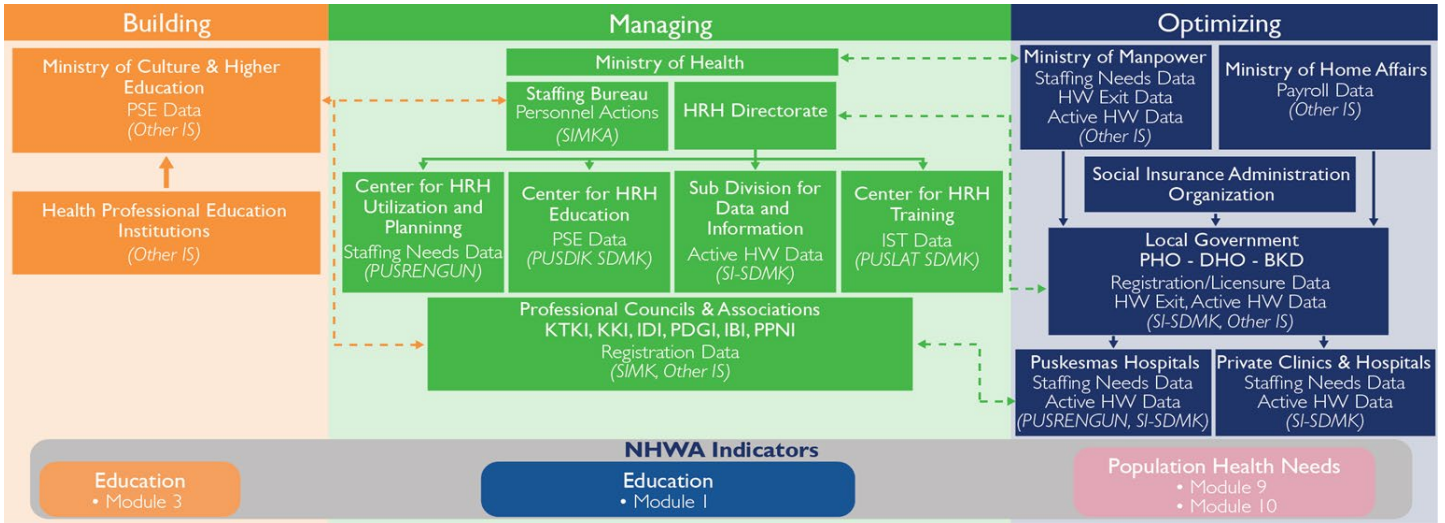 Building
Managing
Optimizing
Ministry of Culture & Higher
Education
PSE Data
(Other IS)
Health Professional Education
Institutions
(Other IS)
Ministry of Health
Staffing Bureau
Personnel Actions
(SIMKA)
HRH Directorate
Center for HRH
Utilization and
Planninng
Staffing Needs Data
(PUSRENGUN)
Center for HRH
Education
PSE Data
(PUSDIK SDMK)
Sub Division for
Data and
Information
Active HW Data
(SI-SDMK)
Center for HRH
Training
IST Data
(PUSLAT SDMK)
Professional Councils & Associations
KTKI, KKI, IDI, PDGI, IBI, PPNI
Registration Data
(SIMK, Other IS)
Ministry of Manpower
Staffing Needs Data
HW Exit Data
Active HW Data
(Other IS)
Ministry of Home Affairs
Payroll Data
(Other IS)
Social Insurance Administration
Organization
Local Government
PHO - DHO - BKD
Registration/Licensure Data
HW Exit, Active HW Data
(SI-SDMK, Other IS)
Puskesmas Hospitals
Staffing Needs Data
Active HW Data
(PUSRENGUN, SI-SDMK)
Private Clinics & Hospitals
Staffing Needs Data
Active HW Data
(SI-SDMK)
NHWA Indicators
Education
• Module 3
Education
• Module 1
Population Health Needs
• Module 9
• Module 10